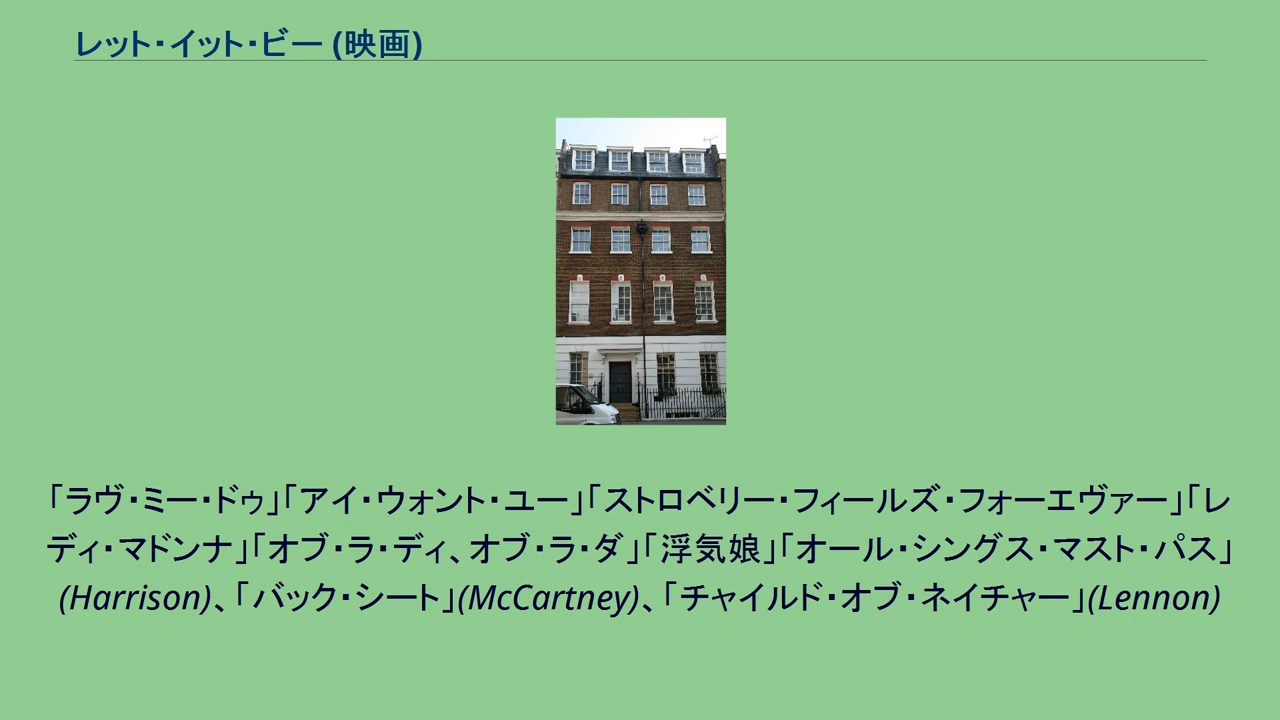 レット・イット・ビー (映画)
「ラヴ・ミー・ドゥ」「アイ・ウォント・ユー」「ストロベリー・フィールズ・フォーエヴァー」「レ
ディ・マドンナ」「オブ・ラ・ディ、オブ・ラ・ダ」「浮気娘」「オール・シングス・マスト・パス」
(Harrison)、「バック・シート」(McCartney)、「チャイルド・オブ・ネイチャー」(Lennon)